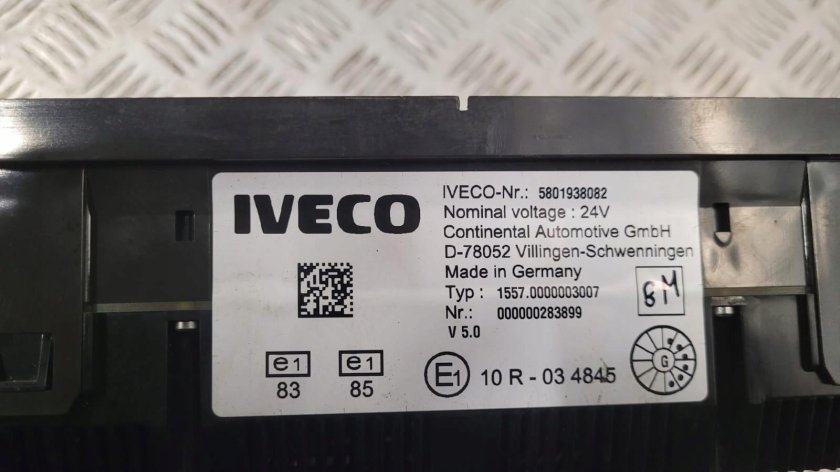 IVECO
IVECO-Nr.: 5801938082
Nominal voltage : 24V
Continental Automotive GmbH
D-78052 Villingen-Schwenningen
Made in Germany
Typ : 1557.0000003007
Nr.: 000000283899
V 5.0
8M
e1
83
e1
85
E1
10 R - 03 4845
G